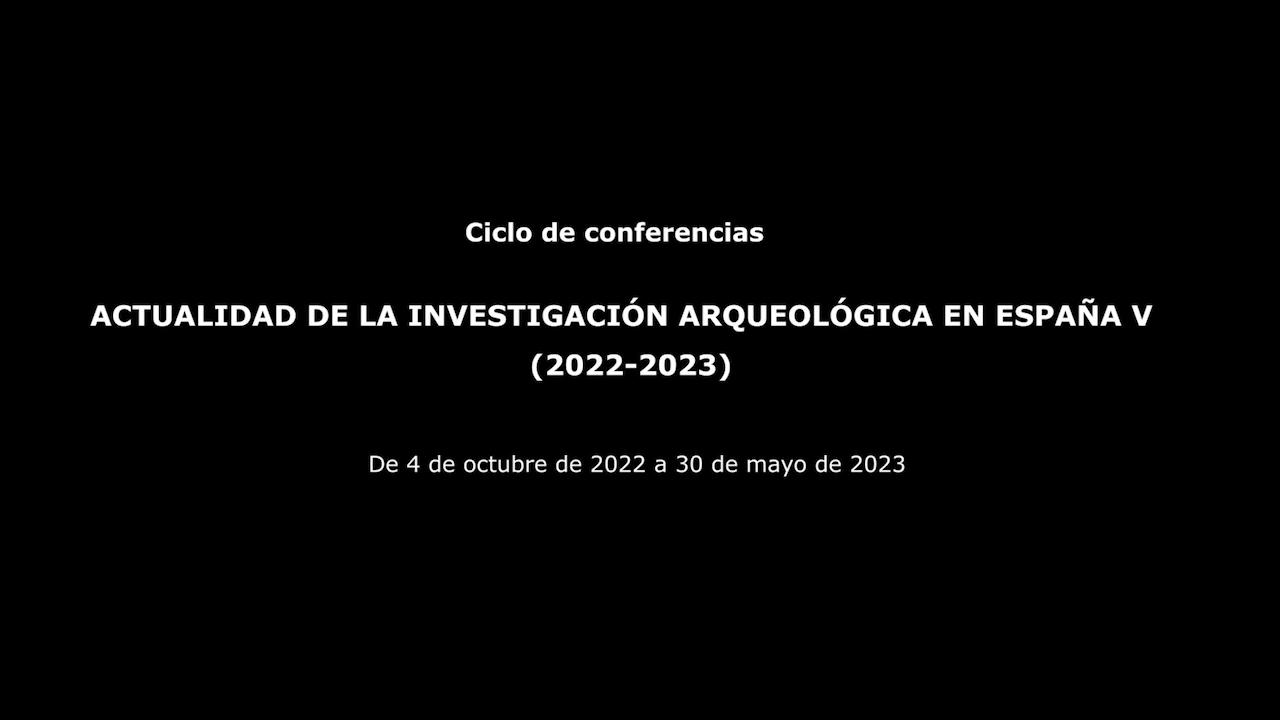 Ciclo de conferencias
ACTUALIDAD DE LA INVESTIGACIÓN ARQUEOLÓGICA EN ESPAÑA V
(2022-2023)
De 4 de octubre de 2022 a 30 de mayo de 2023